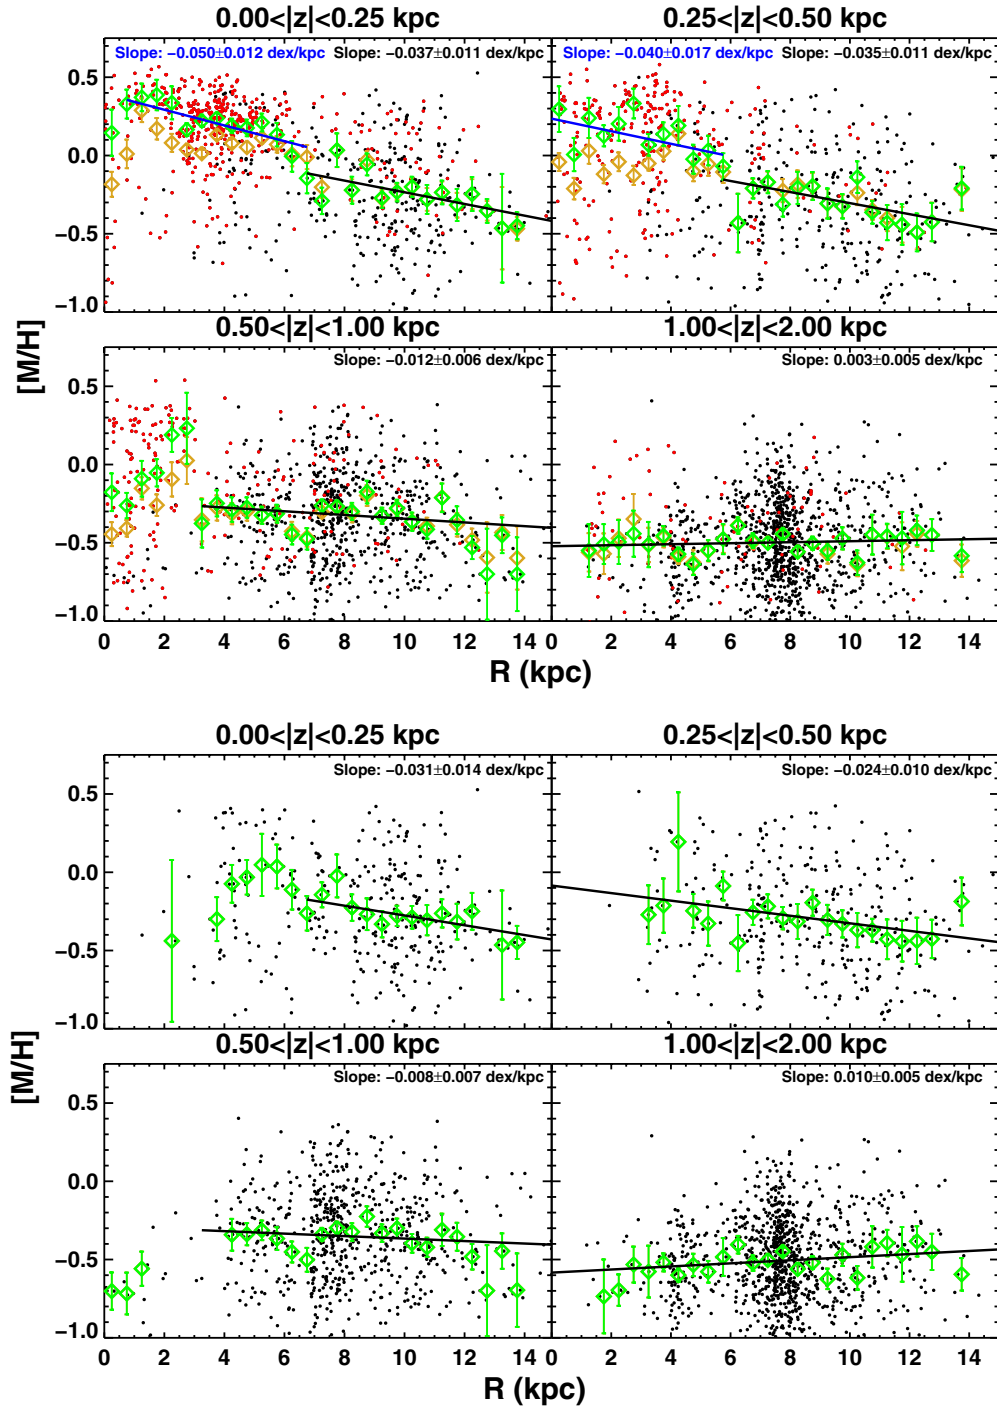 0.00<|z|<0.25 kpc 0.25<|z|<0.50 kpc
Slope: −0.050±0.012 dex/kpc Slope: −0.037±0.011 dex/kpc Slope: −0.040±0.017 dex/kpc Slope: −0.035±0.011 dex/kpc
0.5
0.0
−0.5
−1.0
0.50<|z|<1.00 kpc 1.00<|z|<2.00 kpc
Slope: −0.012±0.006 dex/kpc Slope: 0.003±0.005 dex/kpc
[M/H]
0.5
0.0
−0.5
−1.0
0 2 4 6 8 10 12 14 0 2 4 6 8 10 12 14
R (kpc)
0.00<|z|<0.25 kpc 0.25<|z|<0.50 kpc
Slope: −0.031±0.014 dex/kpc Slope: −0.024±0.010 dex/kpc
0.5
0.0
−0.5
−1.0
0.50<|z|<1.00 kpc 1.00<|z|<2.00 kpc
Slope: −0.008±0.007 dex/kpc Slope: 0.010±0.005 dex/kpc
[M/H]
0.5
0.0
−0.5
−1.0
0 2 4 6 8 10 12 14 0 2 4 6 8 10 12 14
R (kpc)